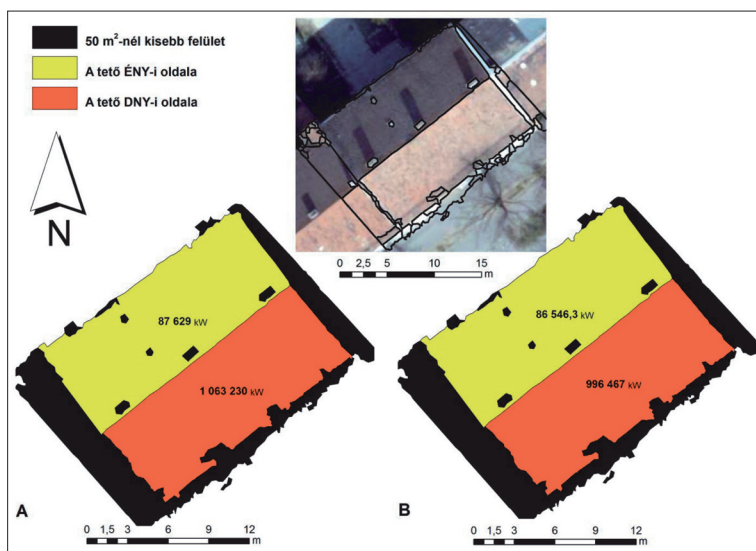 50 m²-nél kisebb felület
A tető ÉNY-i oldala
A tető DNY-i oldala
N
0 2,5 5 10 15
m
87 629 kW
1 063 230 kW
A
0 1,5 3 6 9 12
m
86 546,3 kW
996 467 kW
B
0 1,5 3 6 9 12
m